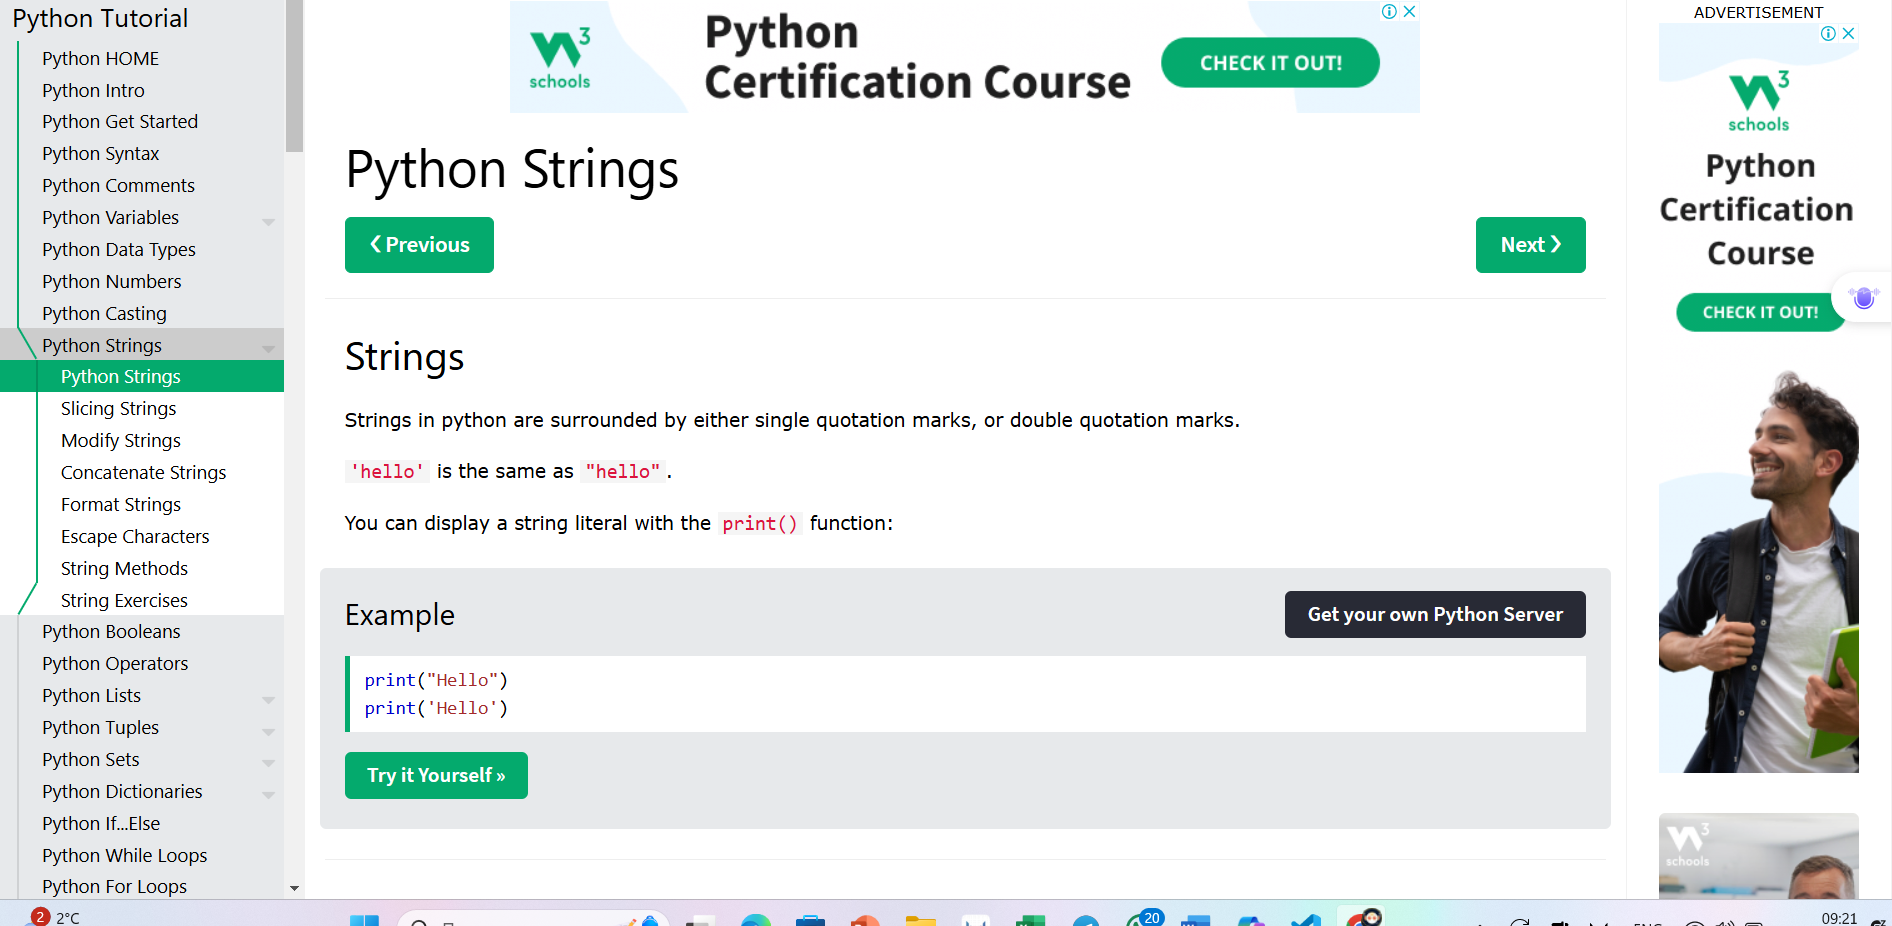 Python Tutorial
Python HOME
Python Intro
Python Get Started
Python Syntax
Python Comments
Python Variables
Python Data Types
Python Numbers
Python Casting
Python Strings
Python Strings
Slicing Strings
Modify Strings
Concatenate Strings
Format Strings
Escape Characters
String Methods
String Exercises
Python Booleans
Python Operators
Python Lists
Python Tuples
Python Sets
Python Dictionaries
Python If...Else
Python While Loops
Python For Loops
W3
schools
Python
Certification Course
CHECK IT OUT!
Python Strings
❮ Previous
Next ❯
Strings
Strings in python are surrounded by either single quotation marks, or double quotation marks.
'hello' is the same as "hello".
You can display a string literal with the print() function:
Example
Get your own Python Server
print("Hello")
print('Hello')
Try it Yourself »
ADVERTISEMENT
W3
schools
Python
Certification
Course
CHECK IT OUT!
W3
schools
2
2°C
20
09:21